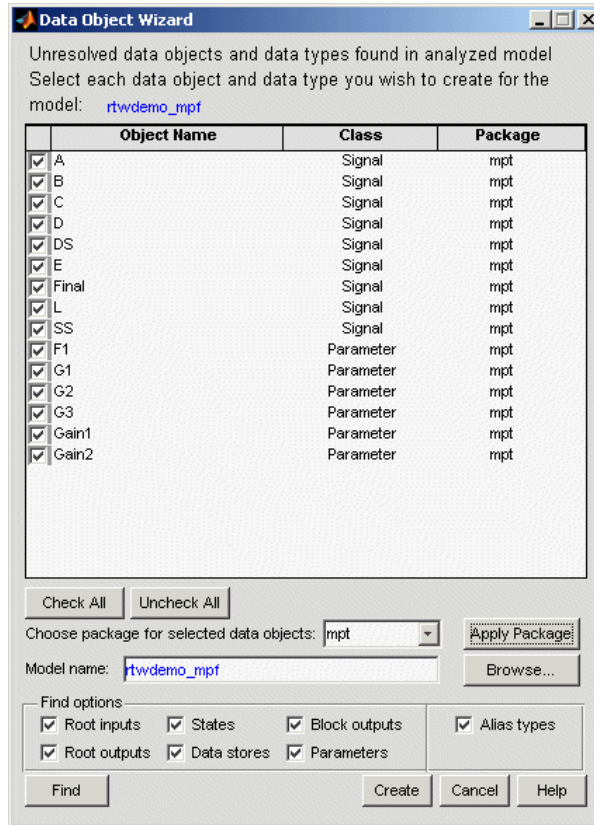 Data Object Wizard
Unresolved data objects and data types found in analyzed model
Select each data object and data type you wish to create for the
model: rtwdemo_mpf
Object Name Class Package
A Signal mpt
B Signal mpt
C Signal mpt
D Signal mpt
DS Signal mpt
E Signal mpt
Final Signal mpt
L Signal mpt
SS Signal mpt
F1 Parameter mpt
G1 Parameter mpt
G2 Parameter mpt
G3 Parameter mpt
Gain1 Parameter mpt
Gain2 Parameter mpt
Check All Uncheck All
Choose package for selected data objects: mpt Apply Package
Model name: rtwdemo_mpf Browse...
Find options
Root inputs States Block outputs Alias types
Root outputs Data stores Parameters
Find Create Cancel Help